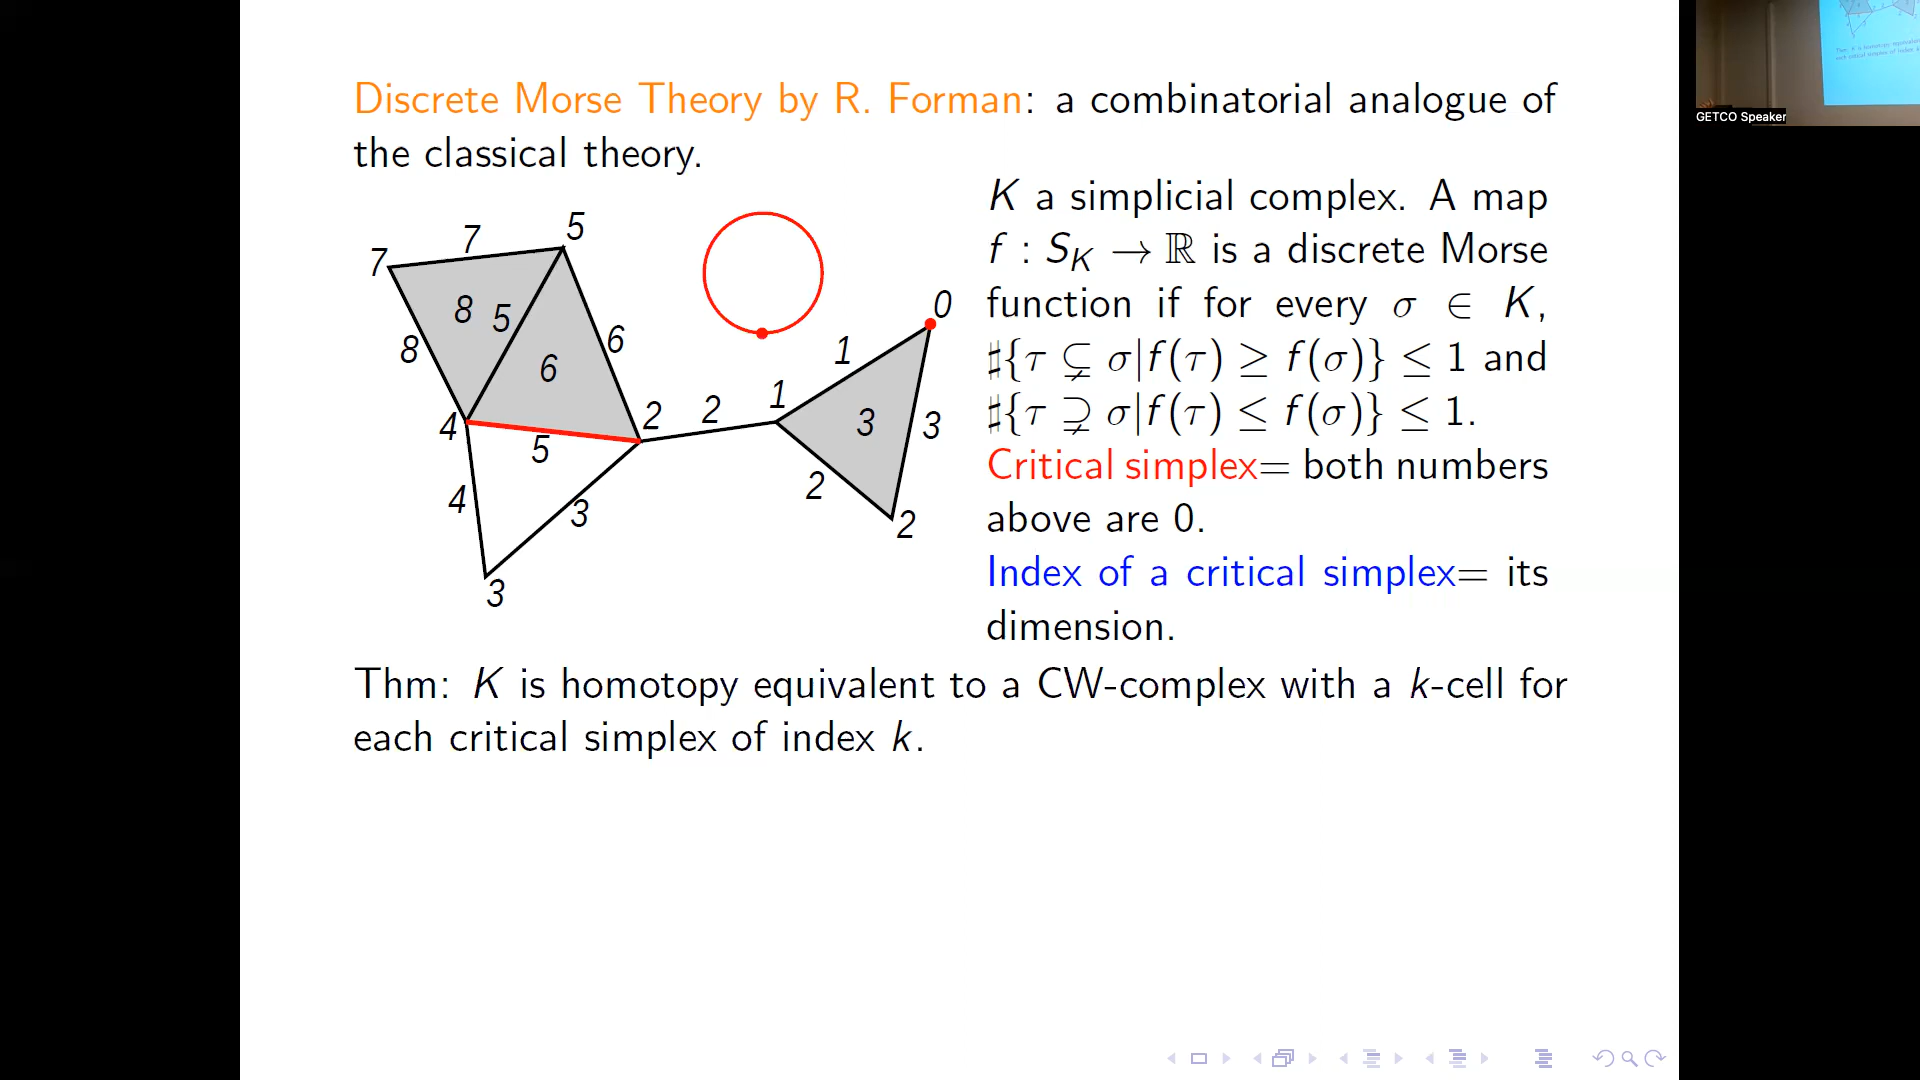 Discrete Morse Theory by R. Forman: a combinatorial analogue of
the classical theory.
K a simplicial complex. A map
f : S_K → ℝ is a discrete Morse
function if for every σ ∈ K,
♯{τ ⊊ σ|f(τ) ≥ f(σ)} ≤ 1 and
♯{τ ⊋ σ|f(τ) ≤ f(σ)} ≤ 1.
Critical simplex= both numbers
above are 0.
Index of a critical simplex= its
dimension.
7
7
5
8
8
5
6
6
4
5
2
4
3
3
2
1
1
0
3
3
2
2
Thm: K is homotopy equivalent to a CW-complex with a k-cell for
each critical simplex of index k.
GETCO Speaker